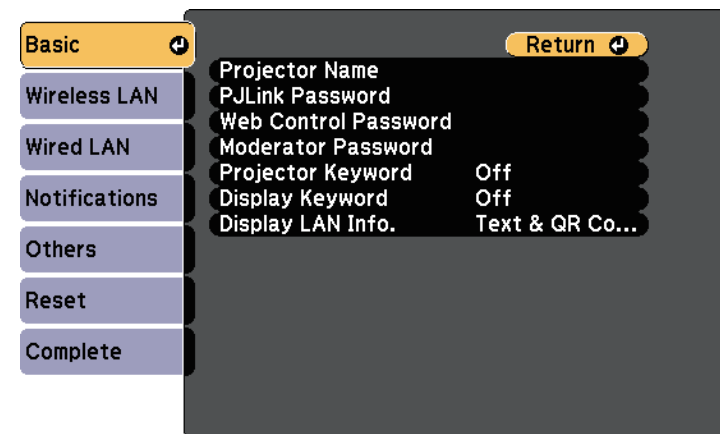 Basic
Wireless LAN
Wired LAN
Notifications
Others
Reset
Complete
Return
Projector Name
PJLink Password
Web Control Password
Moderator Password
Projector Keyword Off
Display Keyword Off
Display LAN Info. Text & QR Co...